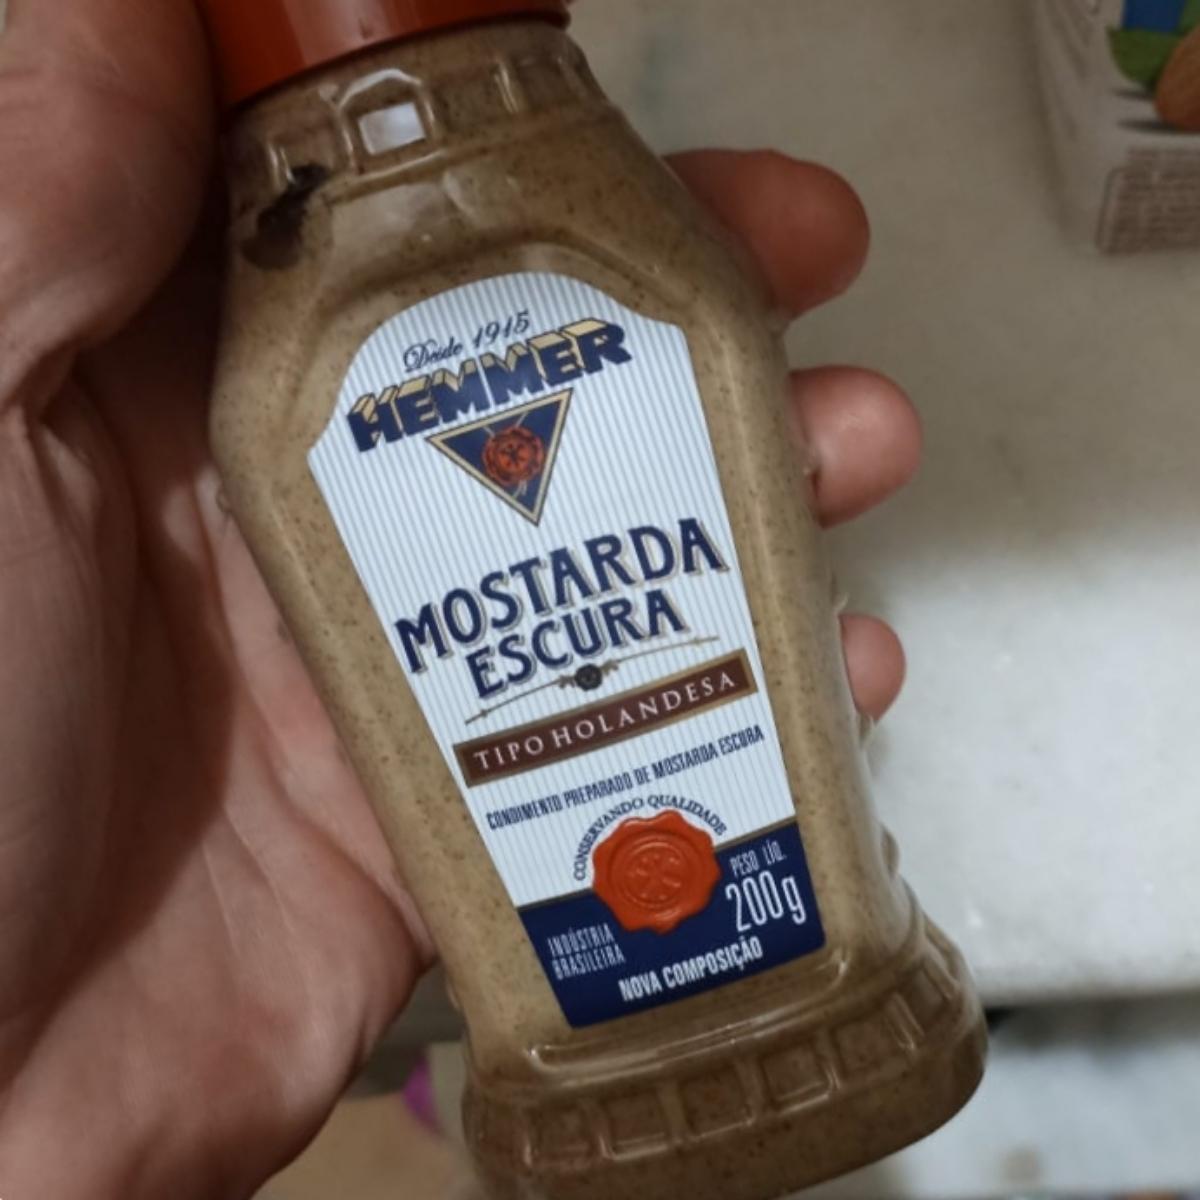 Desde 1915
HEMMER
MOSTARDA
ESCURA
TIPO HOLANDESA
CONDIMENTO PREPARADO DE MOSTARDA ESCURA
CONSERVANDO QUALIDADE
PESO LÍQ.
200g
INDÚSTRIA
BRASILEIRA
NOVA COMPOSIÇÃO